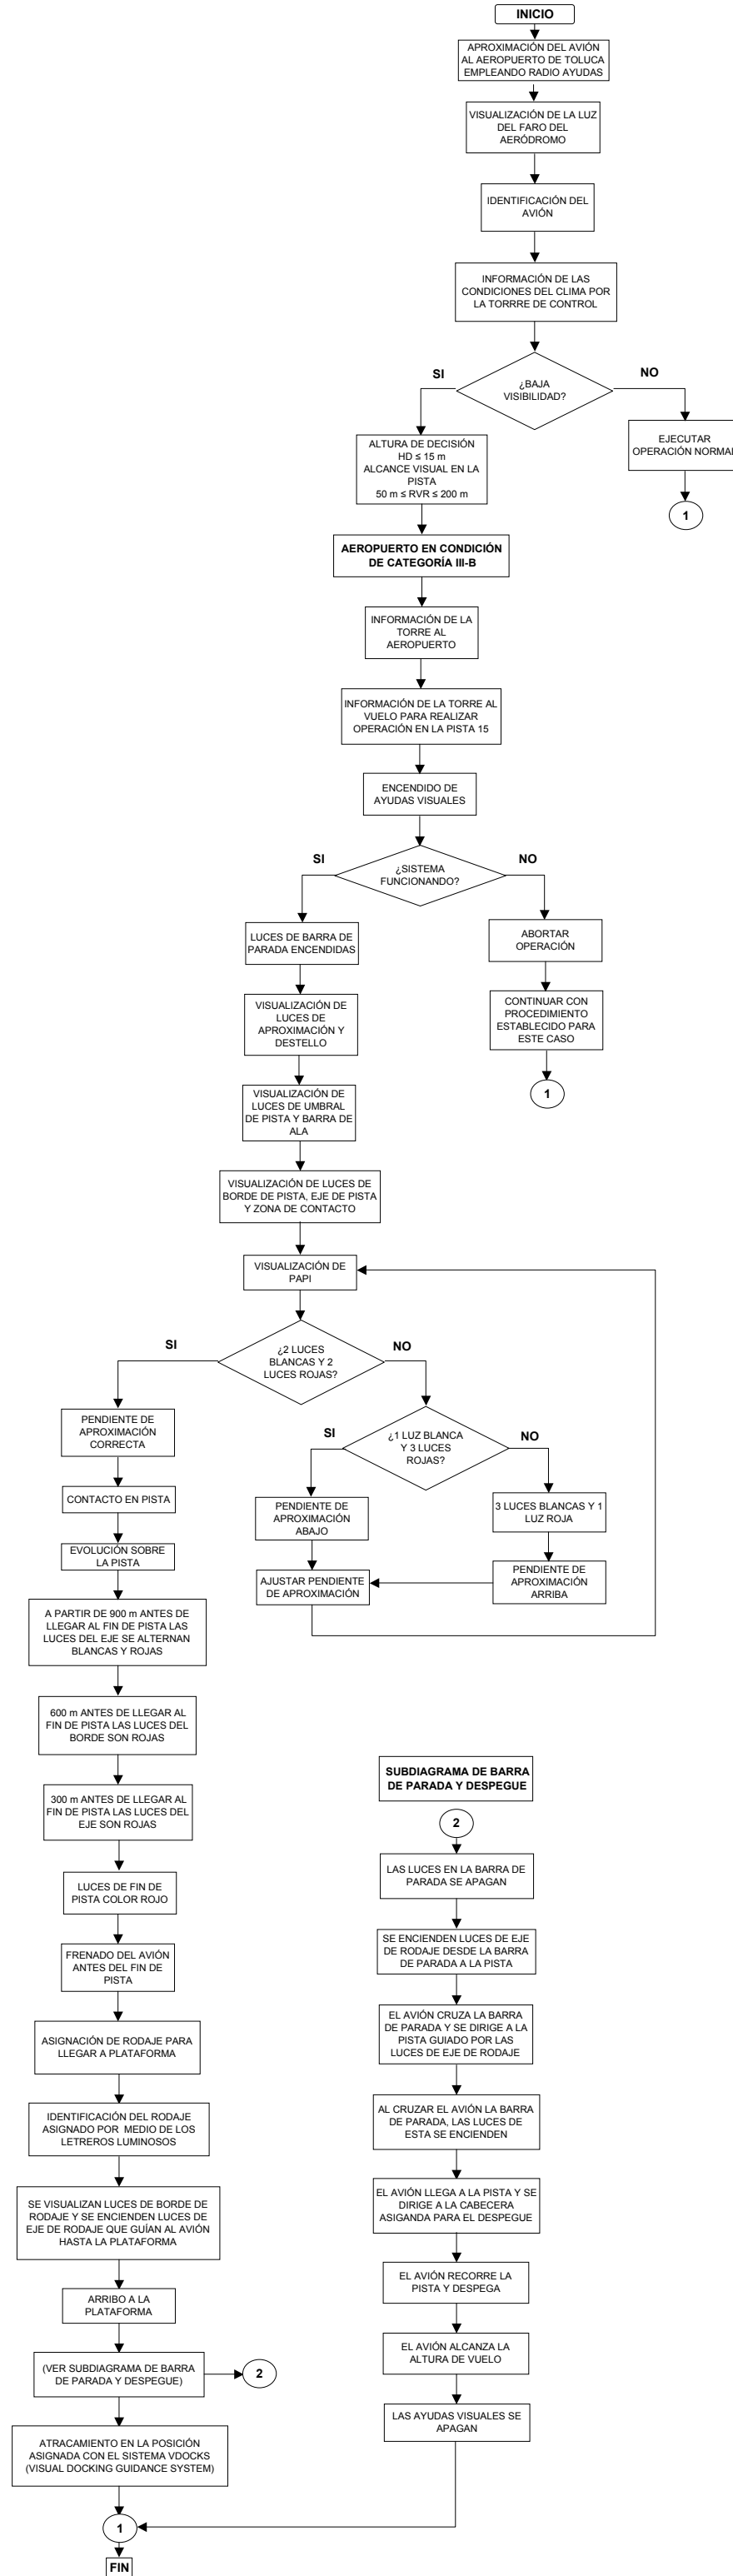 INICIO
APROXIMACIÓN DEL AVIÓN
AL AEROPUERTO DE TOLUCA
EMPLEANDO RADIO AYUDAS
VISUALIZACIÓN DE LA LUZ
DEL FARO DEL
AERÓDROMO
IDENTIFICACIÓN DEL
AVIÓN
INFORMACIÓN DE LAS
CONDICIONES DEL CLIMA POR
LA TORRRE DE CONTROL
¿BAJA
VISIBILIDAD?
SI
NO
ALTURA DE DECISIÓN
HD ≤ 15 m
ALCANCE VISUAL EN LA
PISTA
50 m ≤ RVR ≤ 200 m
EJECUTAR
OPERACIÓN NORMAL
1
AEROPUERTO EN CONDICIÓN
DE CATEGORÍA III-B
INFORMACIÓN DE LA
TORRE AL
AEROPUERTO
INFORMACIÓN DE LA TORRE AL
VUELO PARA REALIZAR
OPERACIÓN EN LA PISTA 15
ENCENDIDO DE
AYUDAS VISUALES
¿SISTEMA
FUNCIONANDO?
SI
NO
LUCES DE BARRA DE
PARADA ENCENDIDAS
ABORTAR
OPERACIÓN
VISUALIZACIÓN DE
LUCES DE
APROXIMACIÓN Y
DESTELLO
CONTINUAR CON
PROCEDIMIENTO
ESTABLECIDO PARA
ESTE CASO
1
VISUALIZACIÓN DE
LUCES DE UMBRAL
DE PISTA Y BARRA DE
ALA
VISUALIZACIÓN DE LUCES DE
BORDE DE PISTA, EJE DE PISTA
Y ZONA DE CONTACTO
VISUALIZACIÓN DE
PAPI
¿2 LUCES
BLANCAS Y 2
LUCES ROJAS?
SI
NO
PENDIENTE DE
APROXIMACIÓN
CORRECTA
¿1 LUZ BLANCA
Y 3 LUCES
ROJAS?
SI
NO
CONTACTO EN PISTA
PENDIENTE DE
APROXIMACIÓN
ABAJO
3 LUCES BLANCAS Y 1
LUZ ROJA
EVOLUCIÓN SOBRE
LA PISTA
AJUSTAR PENDIENTE
DE APROXIMACIÓN
PENDIENTE DE
APROXIMACIÓN
ARRIBA
A PARTIR DE 900 m ANTES DE
LLEGAR AL FIN DE PISTA LAS
LUCES DEL EJE SE ALTERNAN
BLANCAS Y ROJAS
600 m ANTES DE LLEGAR AL
FIN DE PISTA LAS LUCES DEL
BORDE SON ROJAS
300 m ANTES DE LLEGAR AL
FIN DE PISTA LAS LUCES DEL
EJE SON ROJAS
LUCES DE FIN DE
PISTA COLOR ROJO
FRENADO DEL AVIÓN
ANTES DEL FIN DE
PISTA
ASIGNACIÓN DE RODAJE PARA
LLEGAR A PLATAFORMA
IDENTIFICACIÓN DEL RODAJE
ASIGNADO POR MEDIO DE LOS
LETREROS LUMINOSOS
SE VISUALIZAN LUCES DE BORDE DE
RODAJE Y SE ENCIENDEN LUCES DE
EJE DE RODAJE QUE GUÍAN AL AVIÓN
HASTA LA PLATAFORMA
ARRIBO A LA
PLATAFORMA
(VER SUBDIAGRAMA DE BARRA
DE PARADA Y DESPEGUE)
2
ATRACAMIENTO EN LA POSICIÓN
ASIGNADA CON EL SISTEMA VDOCKS
(VISUAL DOCKING GUIDANCE SYSTEM)
1
FIN
SUBDIAGRAMA DE BARRA
DE PARADA Y DESPEGUE
2
LAS LUCES EN LA BARRA DE
PARADA SE APAGAN
SE ENCIENDEN LUCES DE EJE
DE RODAJE DESDE LA BARRA
DE PARADA A LA PISTA
EL AVIÓN CRUZA LA BARRA
DE PARADA Y SE DIRIGE A LA
PISTA GUIADO POR LAS
LUCES DE EJE DE RODAJE
AL CRUZAR EL AVIÓN LA BARRA
DE PARADA, LAS LUCES DE
ESTA SE ENCIENDEN
EL AVIÓN LLEGA A LA PISTA Y SE
DIRIGE A LA CABECERA
ASIGANDA PARA EL DESPEGUE
EL AVIÓN RECORRE LA
PISTA Y DESPEGA
EL AVIÓN ALCANZA LA
ALTURA DE VUELO
LAS AYUDAS VISUALES SE
APAGAN